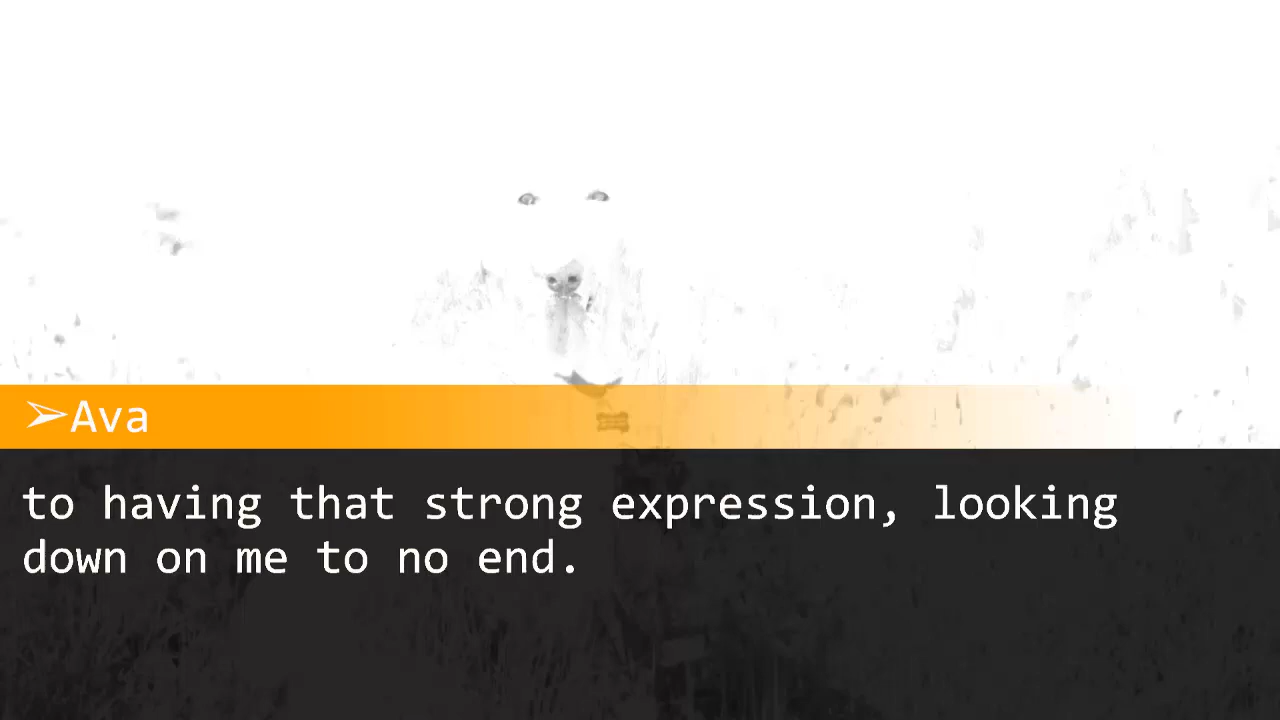 ➢Ava
to having that strong expression, looking
down on me to no end.